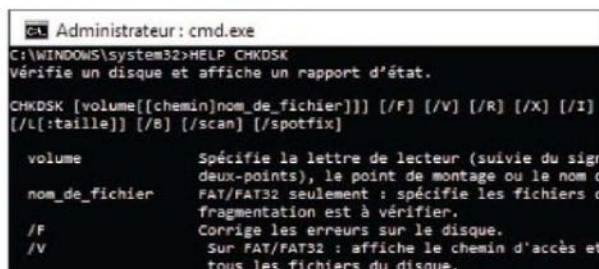 Administrateur : cmd.exe
C:\WINDOWS\system32>HELP CHKDSK
Vérifie un disque et affiche un rapport d'état.
CHKDSK [volume[[chemin]nom_de_fichier]]] [/F] [/V] [/R] [/X] [/I]
[/L[:taille]] [/B] [/scan] [/spotfix]
volume Spécifie la lettre de lecteur (suivie du
deux-points), le point de montage ou le nom
nom_de_fichier FAT/FAT32 seulement : spécifie les fichiers
fragmentation est à vérifier.
/F Corrige les erreurs sur le disque.
/V Sur FAT/FAT32 : affiche le chemin d'accès et
tous les fichiers du disque.